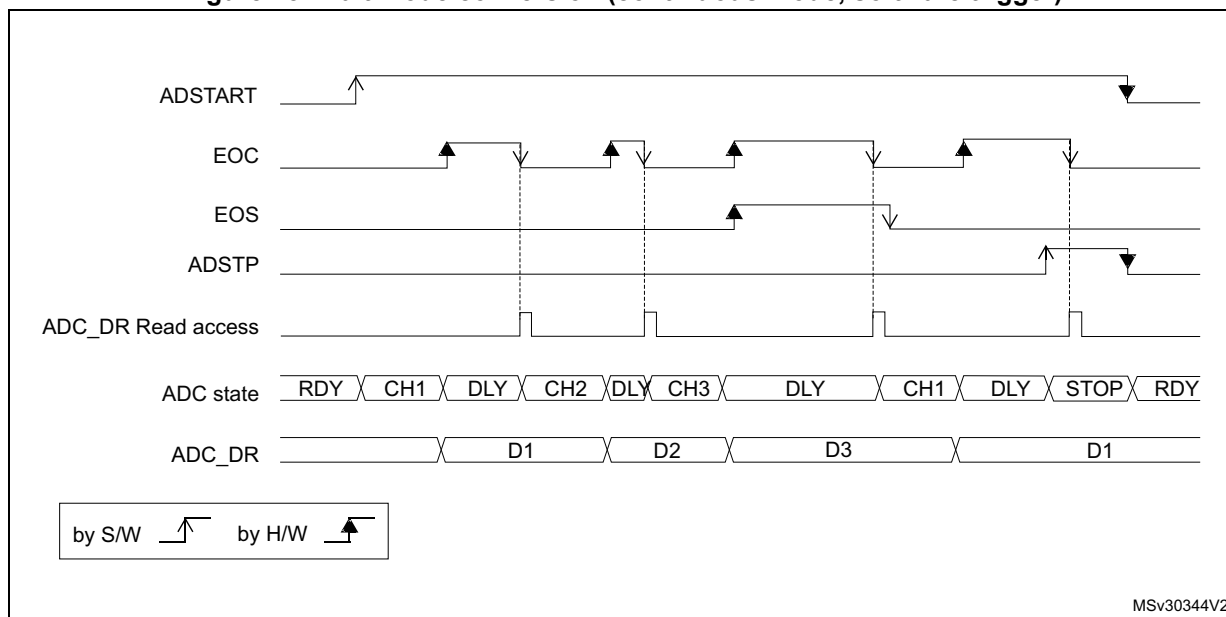 ADSTART
EOC
EOS
ADSTP
ADC_DR Read access
ADC state RDY CH1 DLY CH2 DLY CH3 DLY CH1 DLY STOP RDY
ADC_DR D1 D2 D3 D1
by S/W by H/W
MSv30344V2